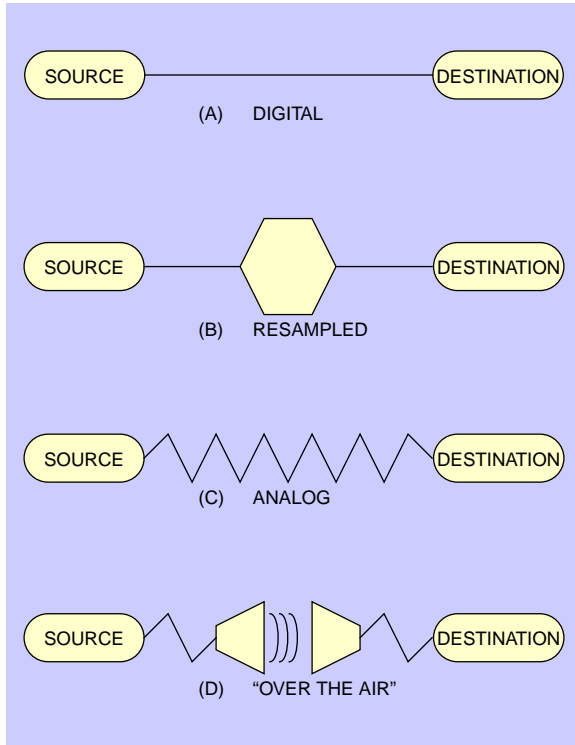 SOURCE DESTINATION
(A) DIGITAL
SOURCE DESTINATION
(B) RESAMPLED
SOURCE DESTINATION
(C) ANALOG
SOURCE DESTINATION
(D) “OVER THE AIR”